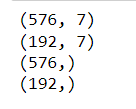 (576, 7)
(192, 7)
(576,)
(192,)